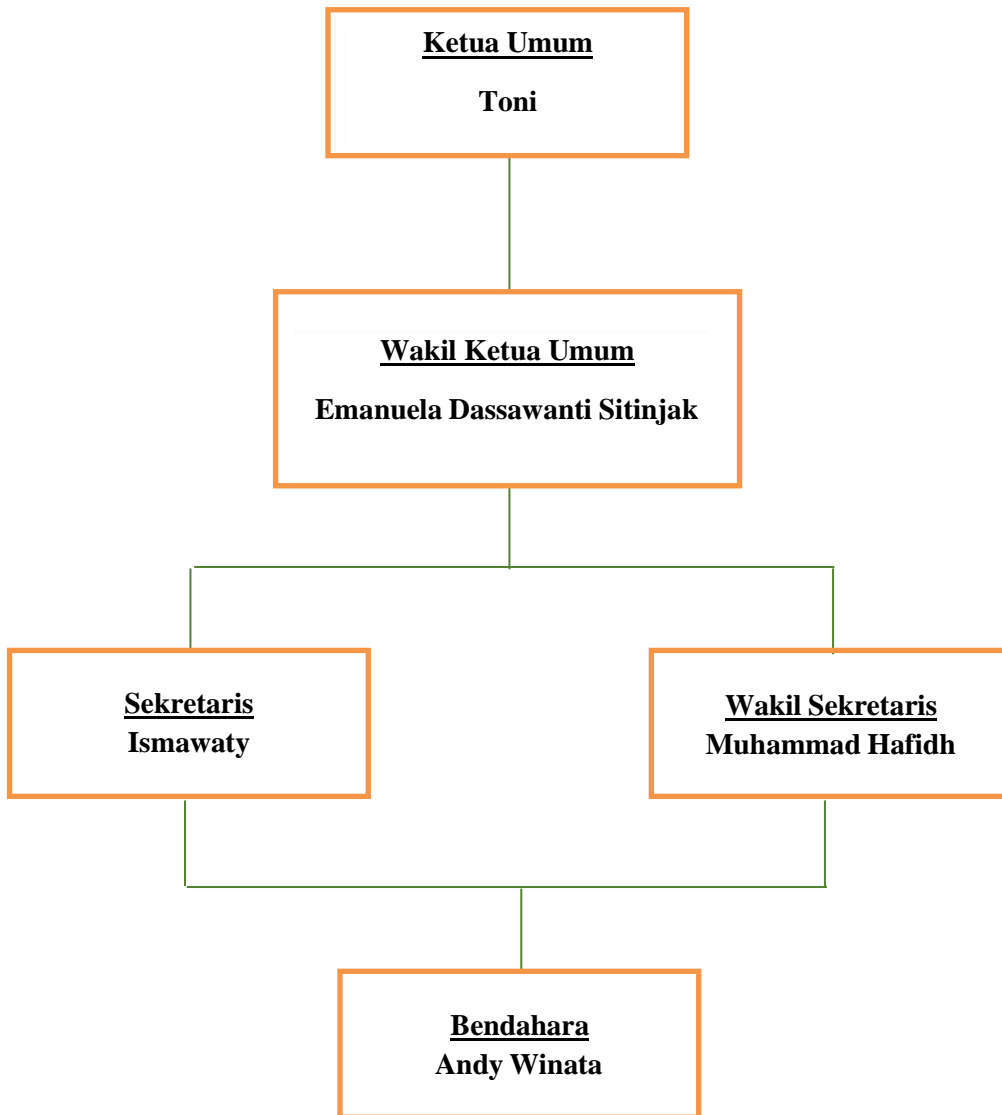 Ketua Umum
Toni
Wakil Ketua Umum
Emanuela Dassawanti Sitinjak
Sekretaris
Ismawaty
Wakil Sekretaris
Muhammad Hafidh
Bendahara
Andy Winata